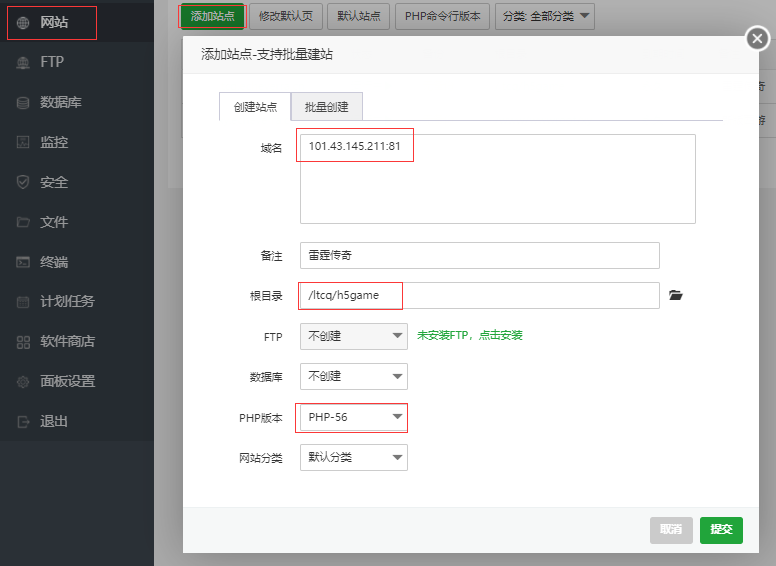 网站
FTP
数据库
监控
安全
文件
终端
计划任务
软件商店
面板设置
退出
添加站点
修改默认页
默认站点
PHP命令行版本
分类: 全部分类
添加站点-支持批量建站
创建站点
批量创建
域名
101.43.145.211:81
备注
雷霆传奇
根目录
/ltcq/h5game
FTP
不创建
未安装FTP，点击安装
数据库
不创建
PHP版本
PHP-56
网站分类
默认分类
取消
提交
奇
游